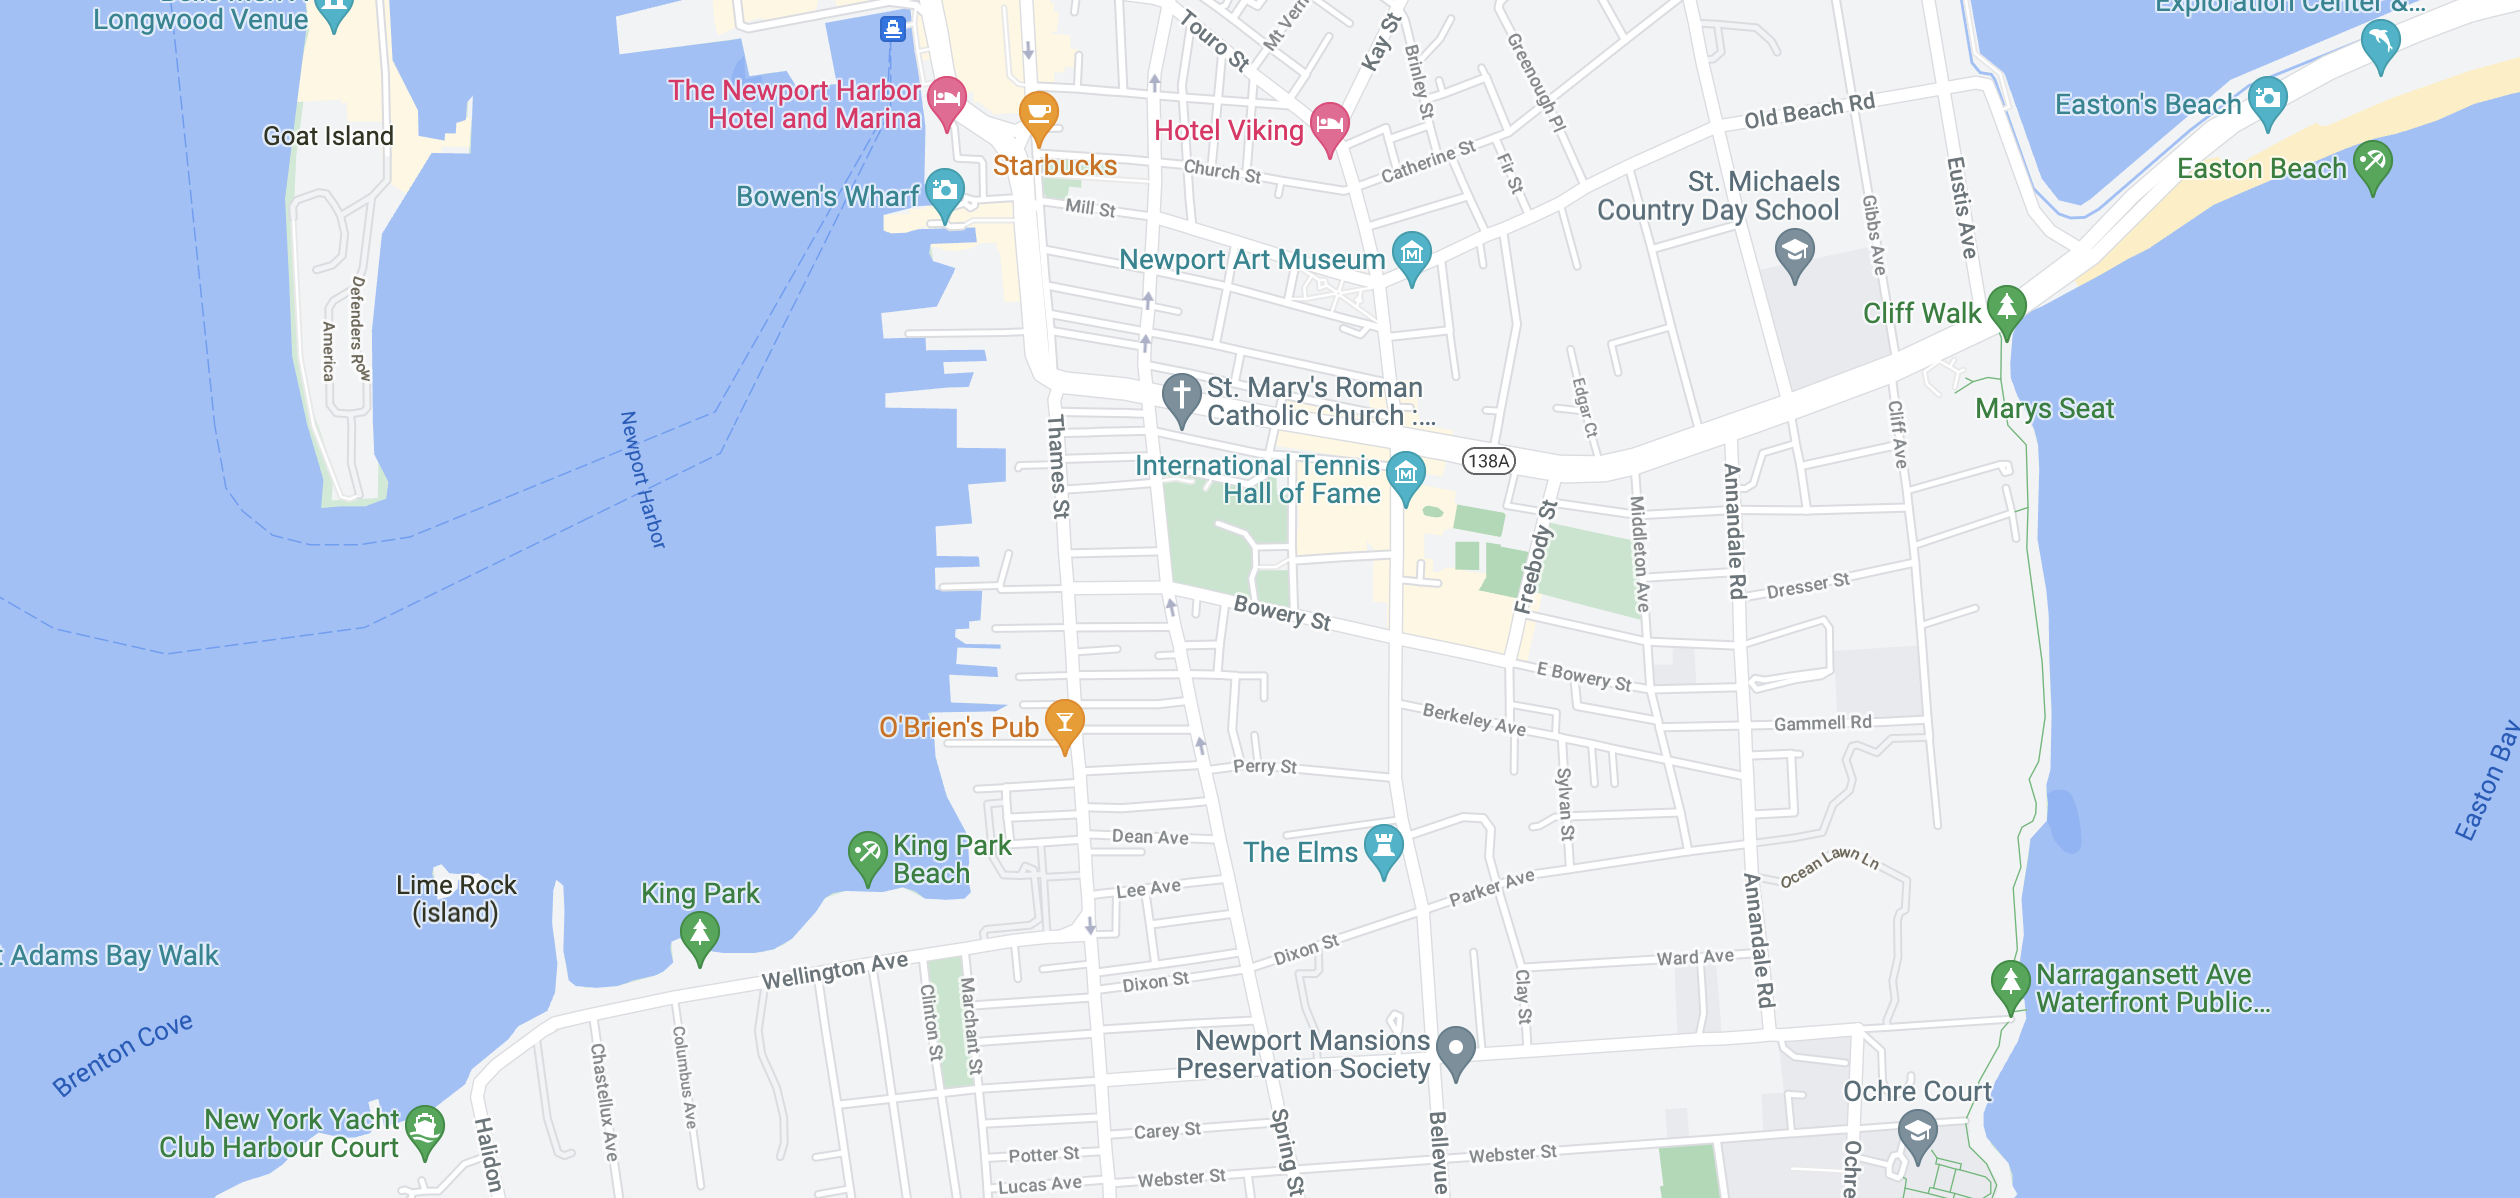 Longwood Venue
Exploration Center &...
Touro St
Mt Vern
Kay St
Brinley St
Greenough Pl
The Newport Harbor
Hotel and Marina
Starbucks
Hotel Viking
Old Beach Rd
Easton's Beach
Goat Island
Easton Beach
Bowen's Wharf
Church St
Catherine St
Fir St
St. Michaels
Country Day School
Eustis Ave
Gibbs Ave
Mill St
Newport Art Museum
Defenders Row
America
Cliff Walk
Newport Harbor
Thames St
St. Mary's Roman
Catholic Church :...
Edgar Ct
Cliff Ave
Marys Seat
International Tennis
Hall of Fame
138A
Freebody St
Middleton Ave
Annandale Rd
Dresser St
Bowery St
E Bowery St
Berkeley Ave
Gammell Rd
Easton Bay
O'Brien's Pub
Perry St
Sylvan St
Dean Ave
The Elms
King Park
Beach
Ocean Lawn Ln
Lime Rock
(island)
King Park
Lee Ave
Parker Ave
Annandale Rd
t Adams Bay Walk
Wellington Ave
Dixon St
Dixon St
Ward Ave
Clay St
Narragansett Ave
Waterfront Public...
Brenton Cove
Clinton St
Marchant St
Chastellux Ave
Columbus Ave
Newport Mansions
Preservation Society
Ochre Court
New York Yacht
Club Harbour Court
Halidon
Carey St
Spring St
Bellevue
Potter St
Webster St
Webster St
Lucas Ave
Ochre